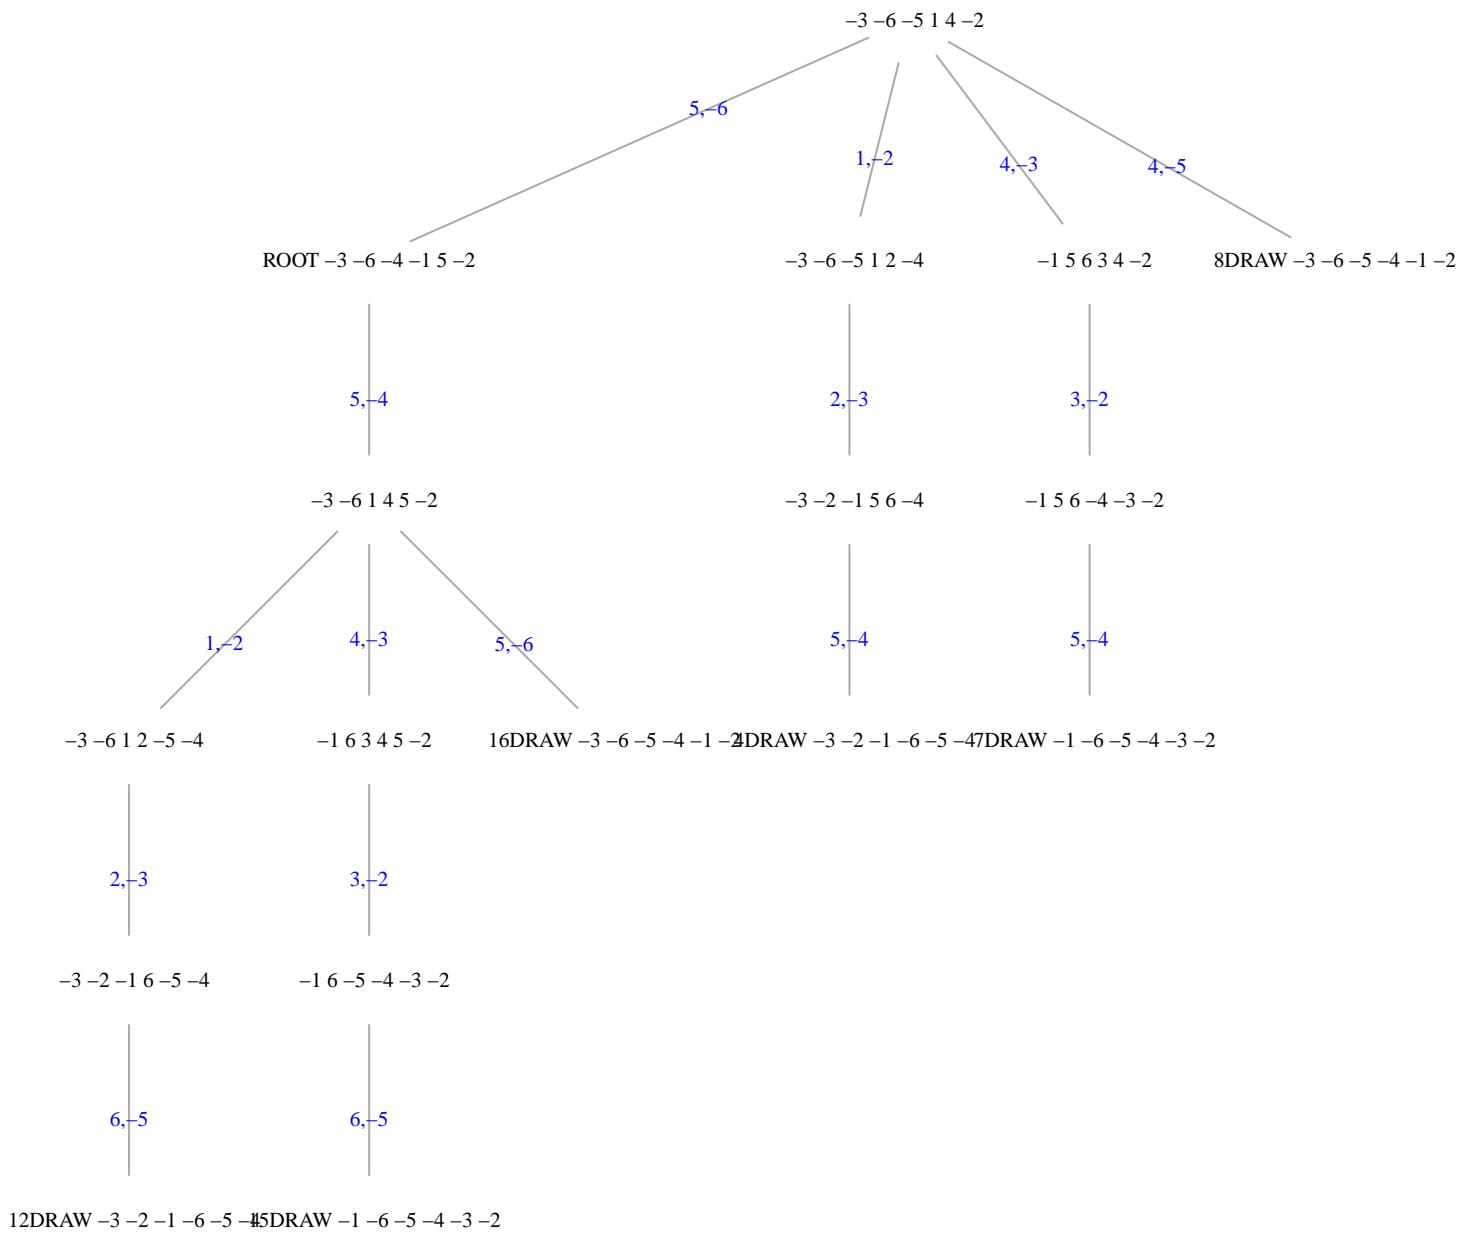 −3 −6 −5 1 4 −2
5,−6
1,−2
4,−3
4,−5
ROOT −3 −6 −4 −1 5 −2
−3 −6 −5 1 2 −4
−1 5 6 3 4 −2
8DRAW −3 −6 −5 −4 −1 −2
5,−4
2,−3
3,−2
−3 −6 1 4 5 −2
−3 −2 −1 5 6 −4
−1 5 6 −4 −3 −2
1,−2
4,−3
5,−6
5,−4
5,−4
−3 −6 1 2 −5 −4
−1 6 3 4 5 −2
16DRAW −3 −6 −5 −4 −1 −2
4DRAW −3 −2 −1 −6 −5 −4
7DRAW −1 −6 −5 −4 −3 −2
2,−3
3,−2
−3 −2 −1 6 −5 −4
−1 6 −5 −4 −3 −2
6,−5
6,−5
12DRAW −3 −2 −1 −6 −5 −4
15DRAW −1 −6 −5 −4 −3 −2